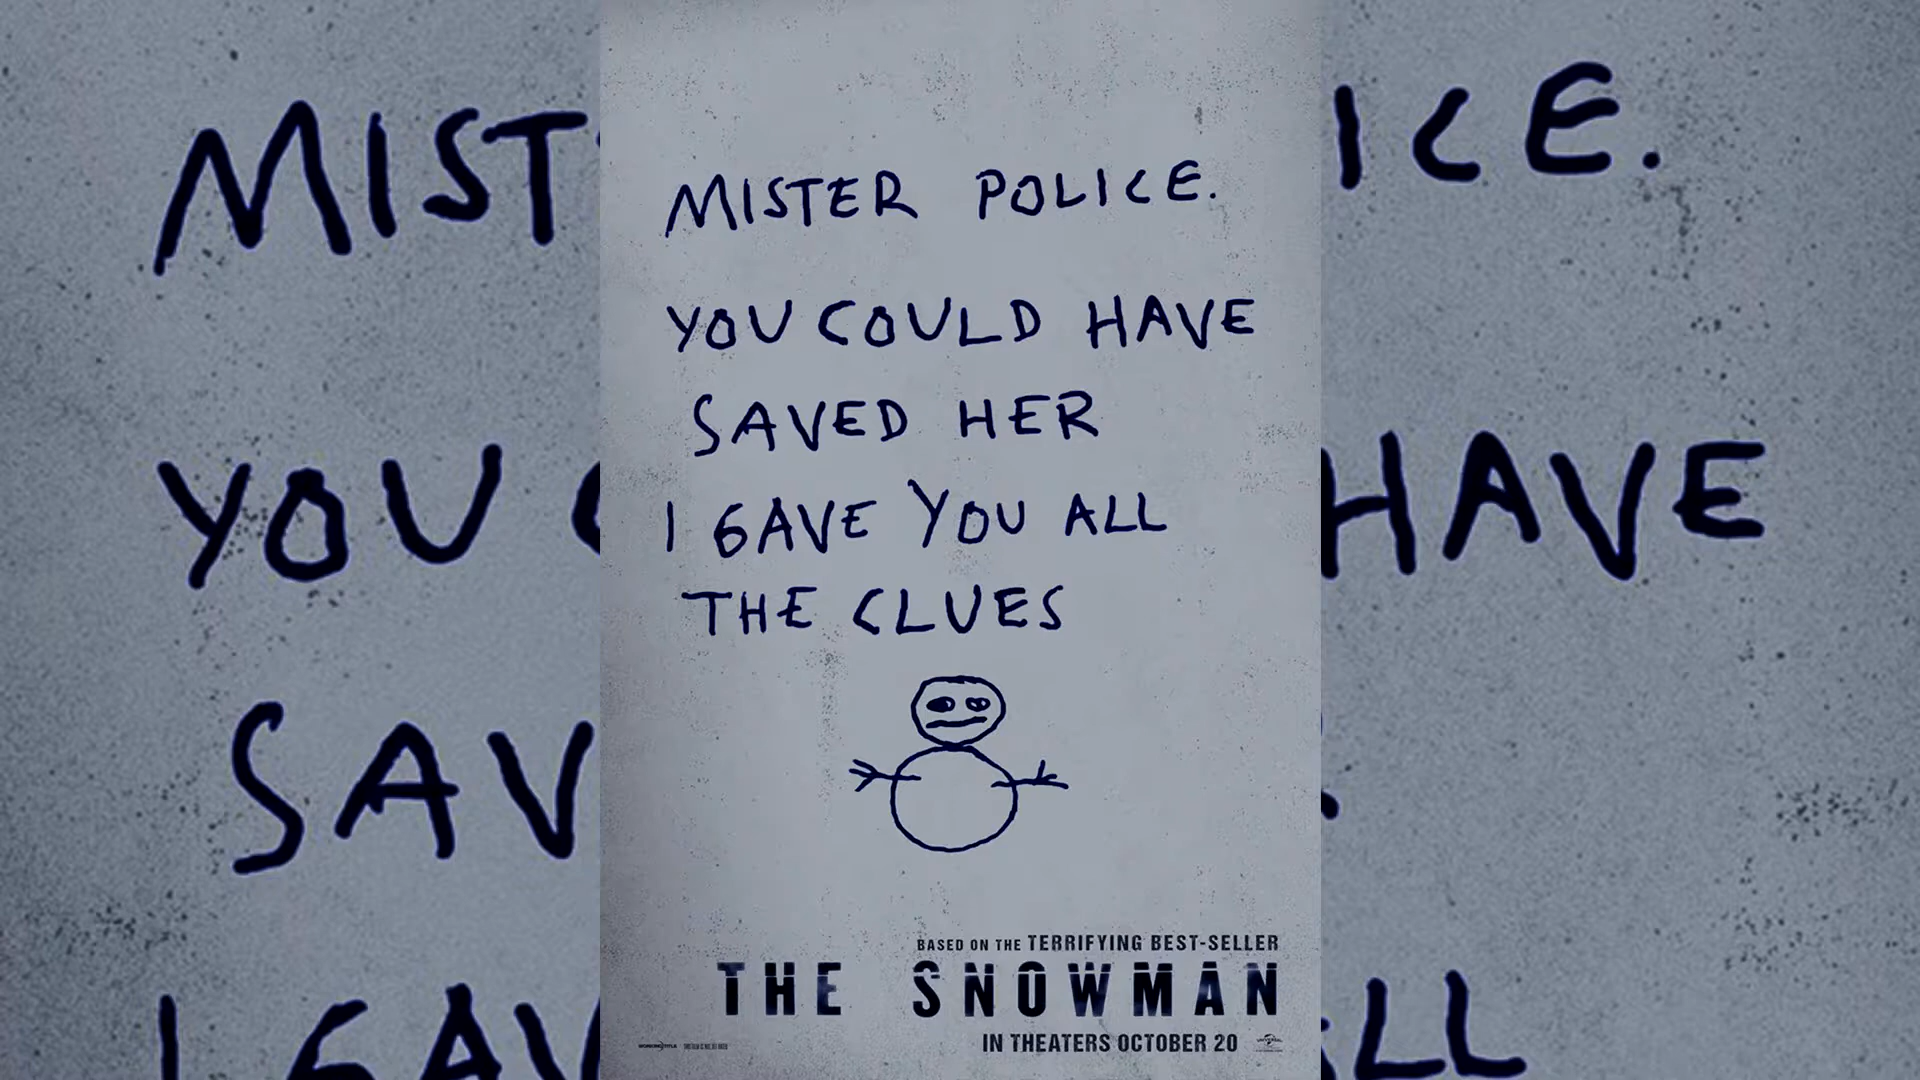 MISTER POLICE.
YOU COULD HAVE
SAVED HER
I GAVE YOU ALL
THE CLUES
BASED ON THE TERRIFYING BEST-SELLER
THE SNOWMAN
IN THEATERS OCTOBER 20